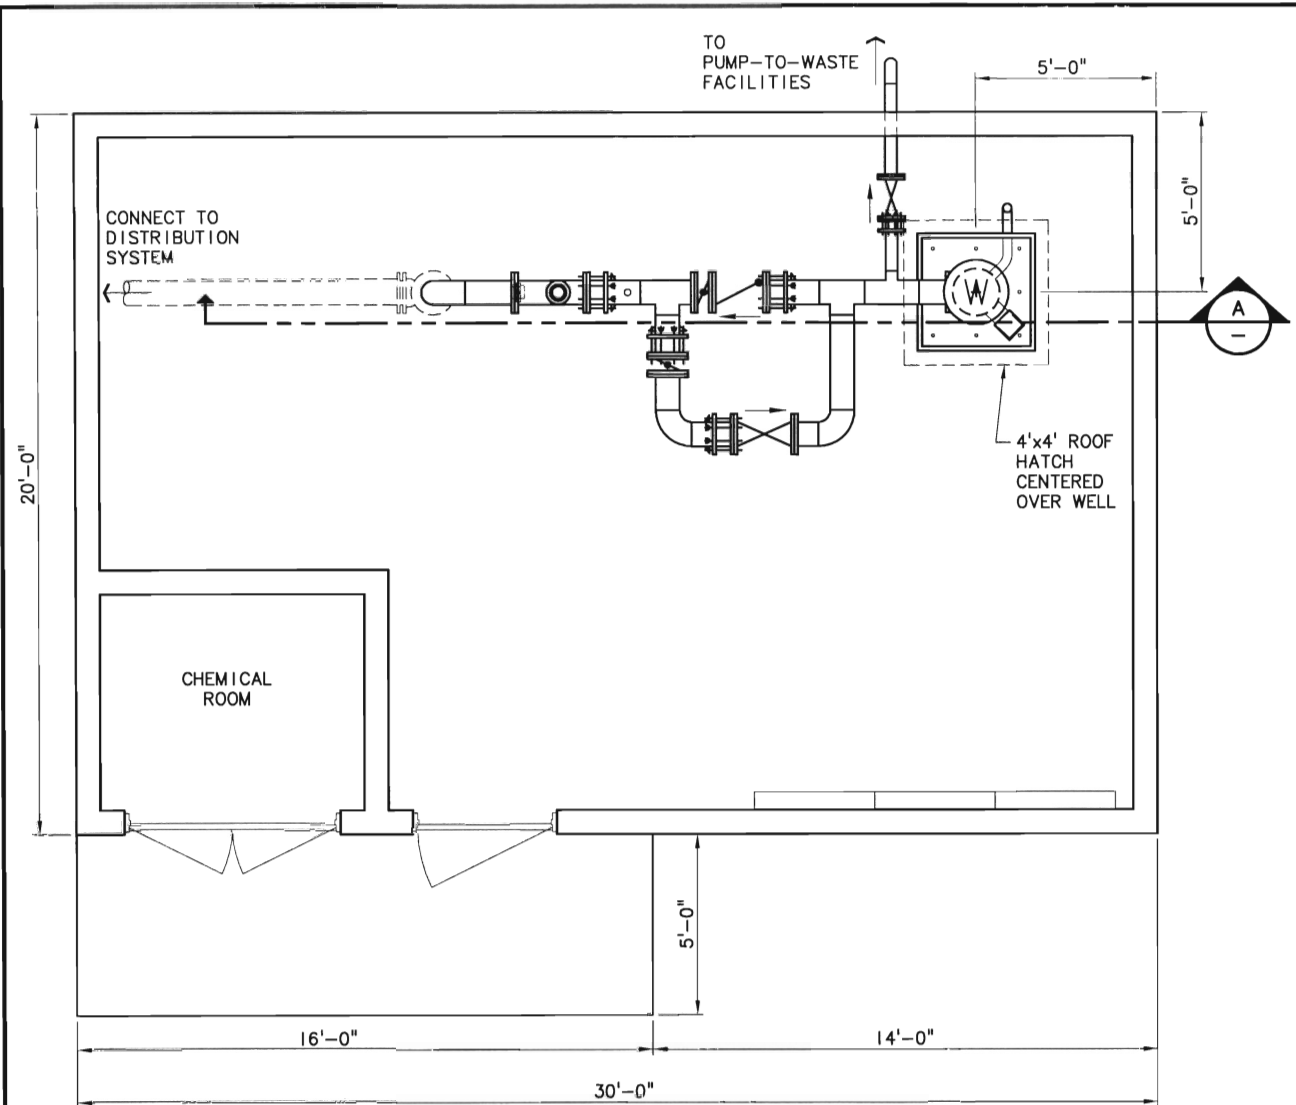 TO
PUMP-TO-WASTE
FACILITIES
5'-0"
5'-0"
CONNECT TO
DISTRIBUTION
SYSTEM
W
A
–
20'-0"
4'x4' ROOF
HATCH
CENTERED
OVER WELL
CHEMICAL
ROOM
5'-0"
16'-0"
14'-0"
30'-0"